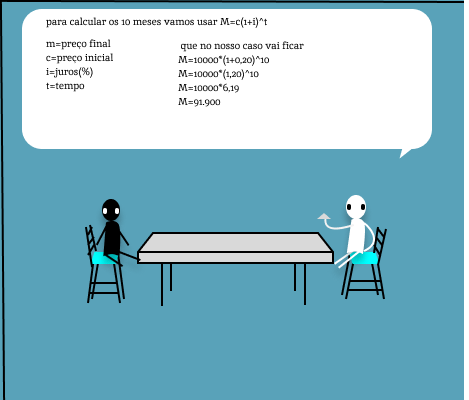 para calcular os 10 meses vamos usar M=c(1+i)^t
m=preço final
c=preço inicial
i=juros(%)
t=tempo
que no nosso caso vai ficar
M=10000*(1+0,20)^10
M=10000*(1,20)^10
M=10000*6,19
M=91.900